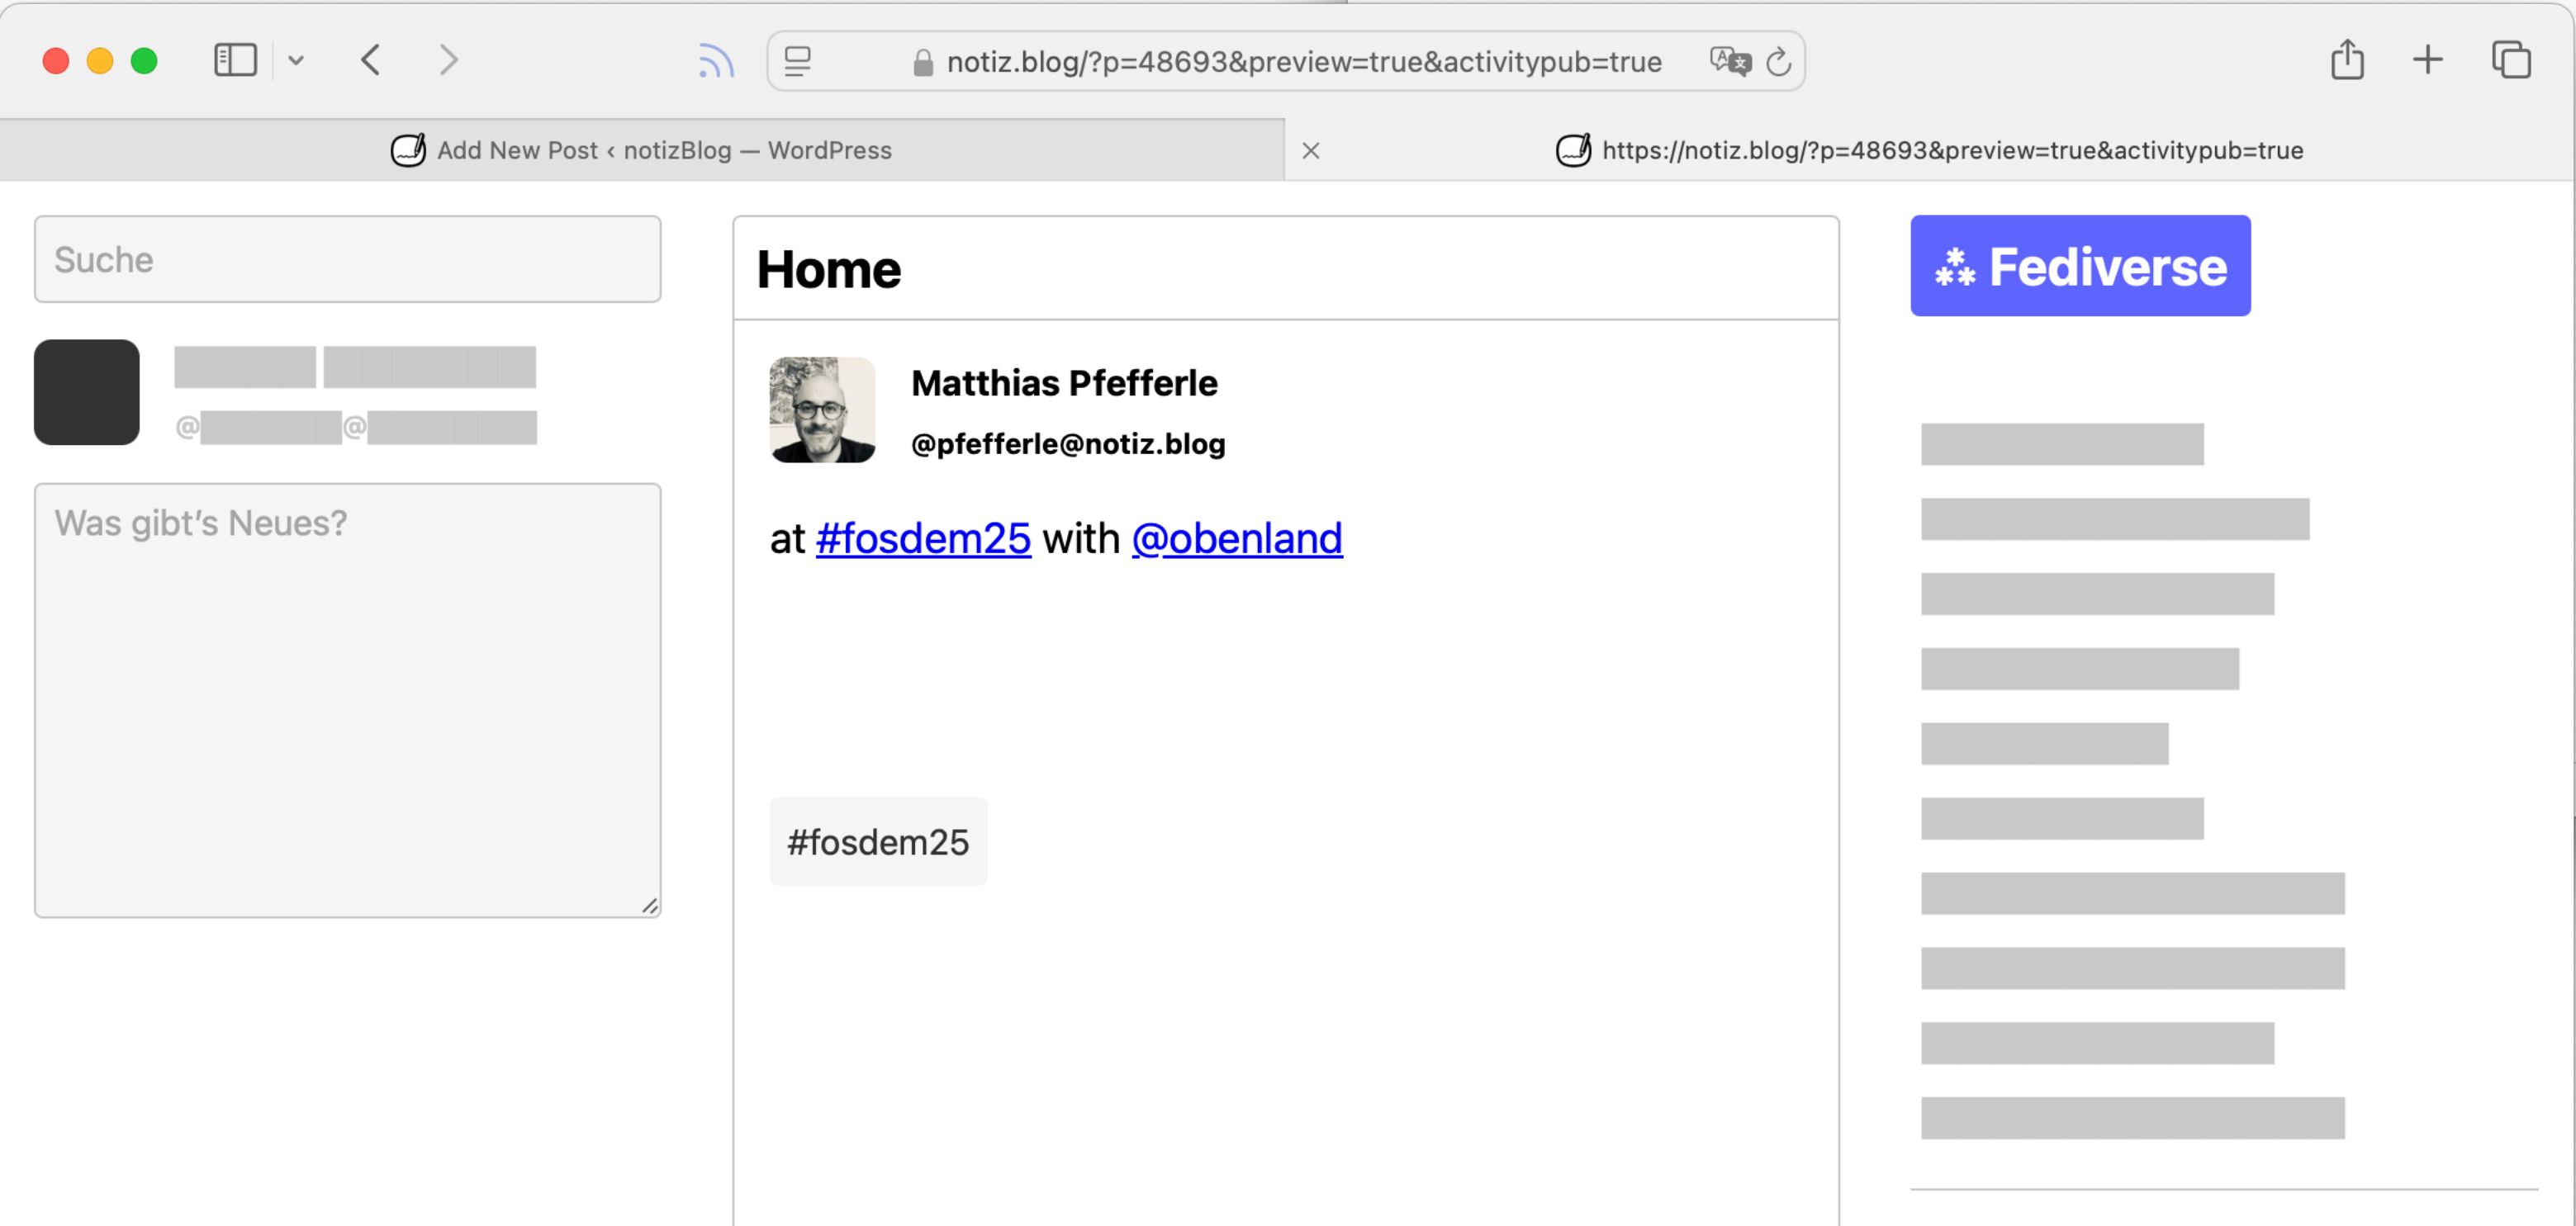 notiz.blog/?p=48693&preview=true&activitypub=true
Add New Post ‹ notizBlog — WordPress
https://notiz.blog/?p=48693&preview=true&activitypub=true
Suche
@ @
Was gibt’s Neues?
Home
Matthias Pfefferle
@pfefferle@notiz.blog
at #fosdem25 with @obenland
#fosdem25
⁂ Fediverse